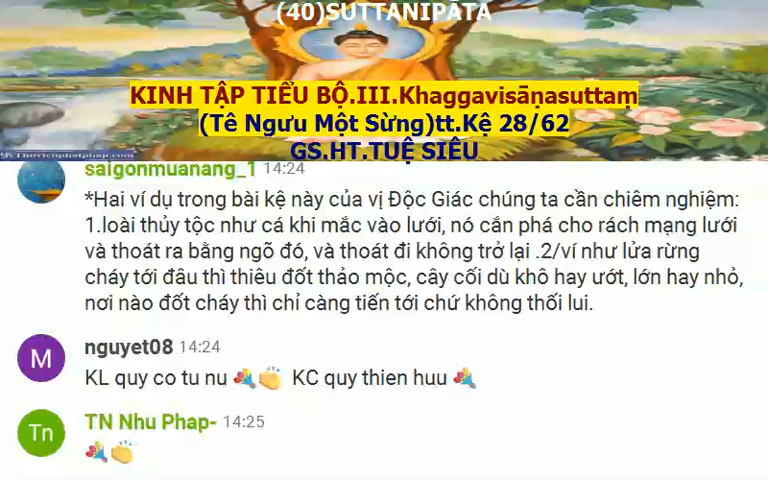 (40)SUTTANIPĀTA
KINH TẬP TIỂU BỘ.III.Khaggavisāṇasuttaṃ
(Tê Ngưu Một Sừng)tt.Kệ 28/62
GS.HT.TUỆ SIÊU
saigonmuanang_1 14:24
*Hai ví dụ trong bài kệ này của vị Độc Giác chúng ta cần chiêm nghiệm:
1.loài thủy tộc như cá khi mắc vào lưới, nó cắn phá cho rách mạng lưới
và thoát ra bằng ngõ đó, và thoát đi không trở lại .2/ví như lửa rừng
cháy tới đâu thì thiêu đốt thảo mộc, cây cối dù khô hay ướt, lớn hay nhỏ,
nơi nào đốt cháy thì chỉ càng tiến tới chứ không thối lui.
M
nguyet08 14:24
KL quy co tu nu 💐👏 KC quy thien huu 💐
Tn
TN Nhu Phap- 14:25
💐👏